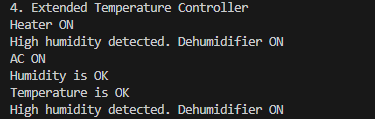 4. Extended Temperature Controller
Heater ON
High humidity detected. Dehumidifier ON
AC ON
Humidity is OK
Temperature is OK
High humidity detected. Dehumidifier ON